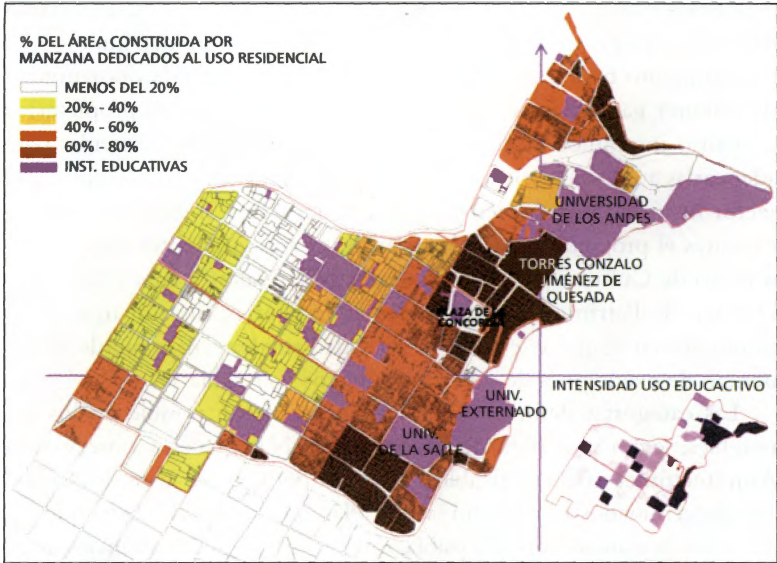 % DEL ÁREA CONSTRUIDA POR
MANZANA DEDICADOS AL USO RESIDENCIAL
MENOS DEL 20%
20% - 40%
40% - 60%
60% - 80%
INST. EDUCATIVAS
UNIVERSIDAD
DE LOS ANDES
TORRES CONZALO
JIMÉNEZ DE
QUESADA
PLAZA DE LA
CONCORDIA
UNIV.
EXTERNADO
UNIV.
DE LA SALLE
INTENSIDAD USO EDUCACTIVO